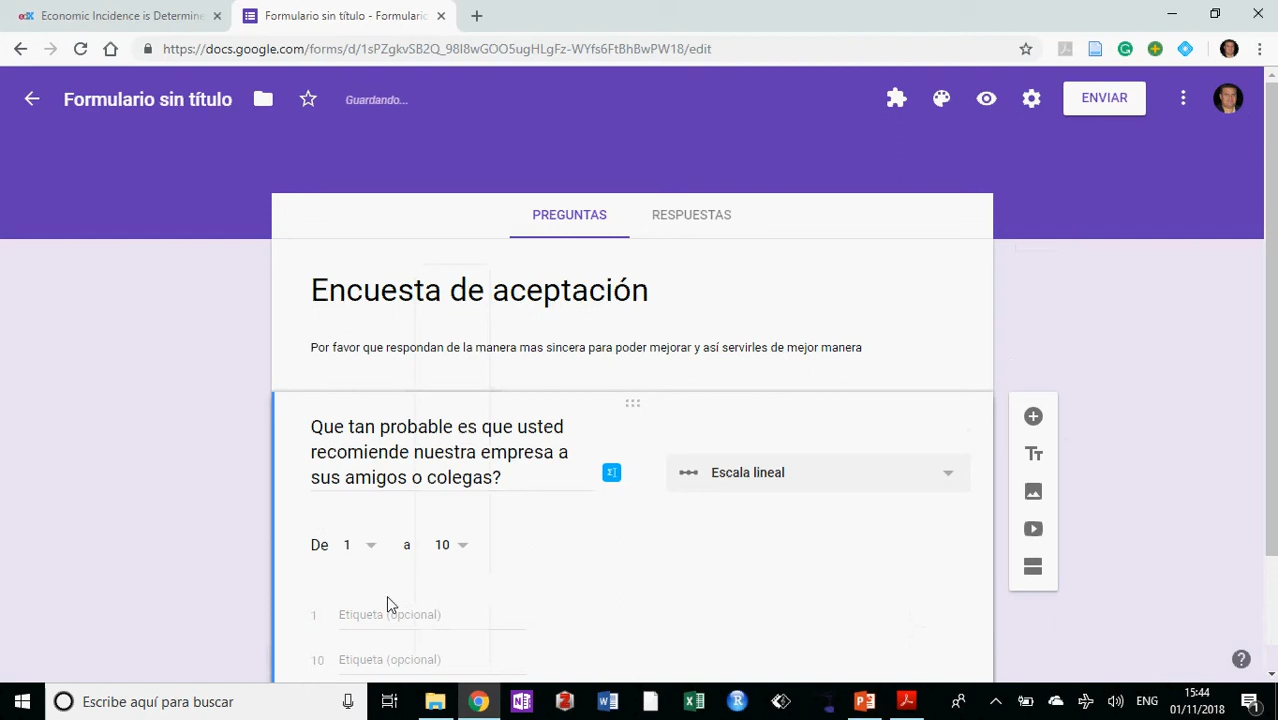 Economic Incidence is Determine
Formulario sin título - Formulario
https://docs.google.com/forms/d/1sPZgkvSB2Q_98I8wGOO5ugHLgFz-WYfs6FtBhBwPW18/edit
Formulario sin título
Guardando...
ENVIAR
PREGUNTAS
RESPUESTAS
Encuesta de aceptación
Por favor que respondan de la manera mas sincera para poder mejorar y así servirles de mejor manera
Que tan probable es que usted
recomiende nuestra empresa a
sus amigos o colegas?
Escala lineal
De 1 a 10
1 Etiqueta (opcional)
10 Etiqueta (opcional)
Escribe aquí para buscar
ENG
15:44
01/11/2018